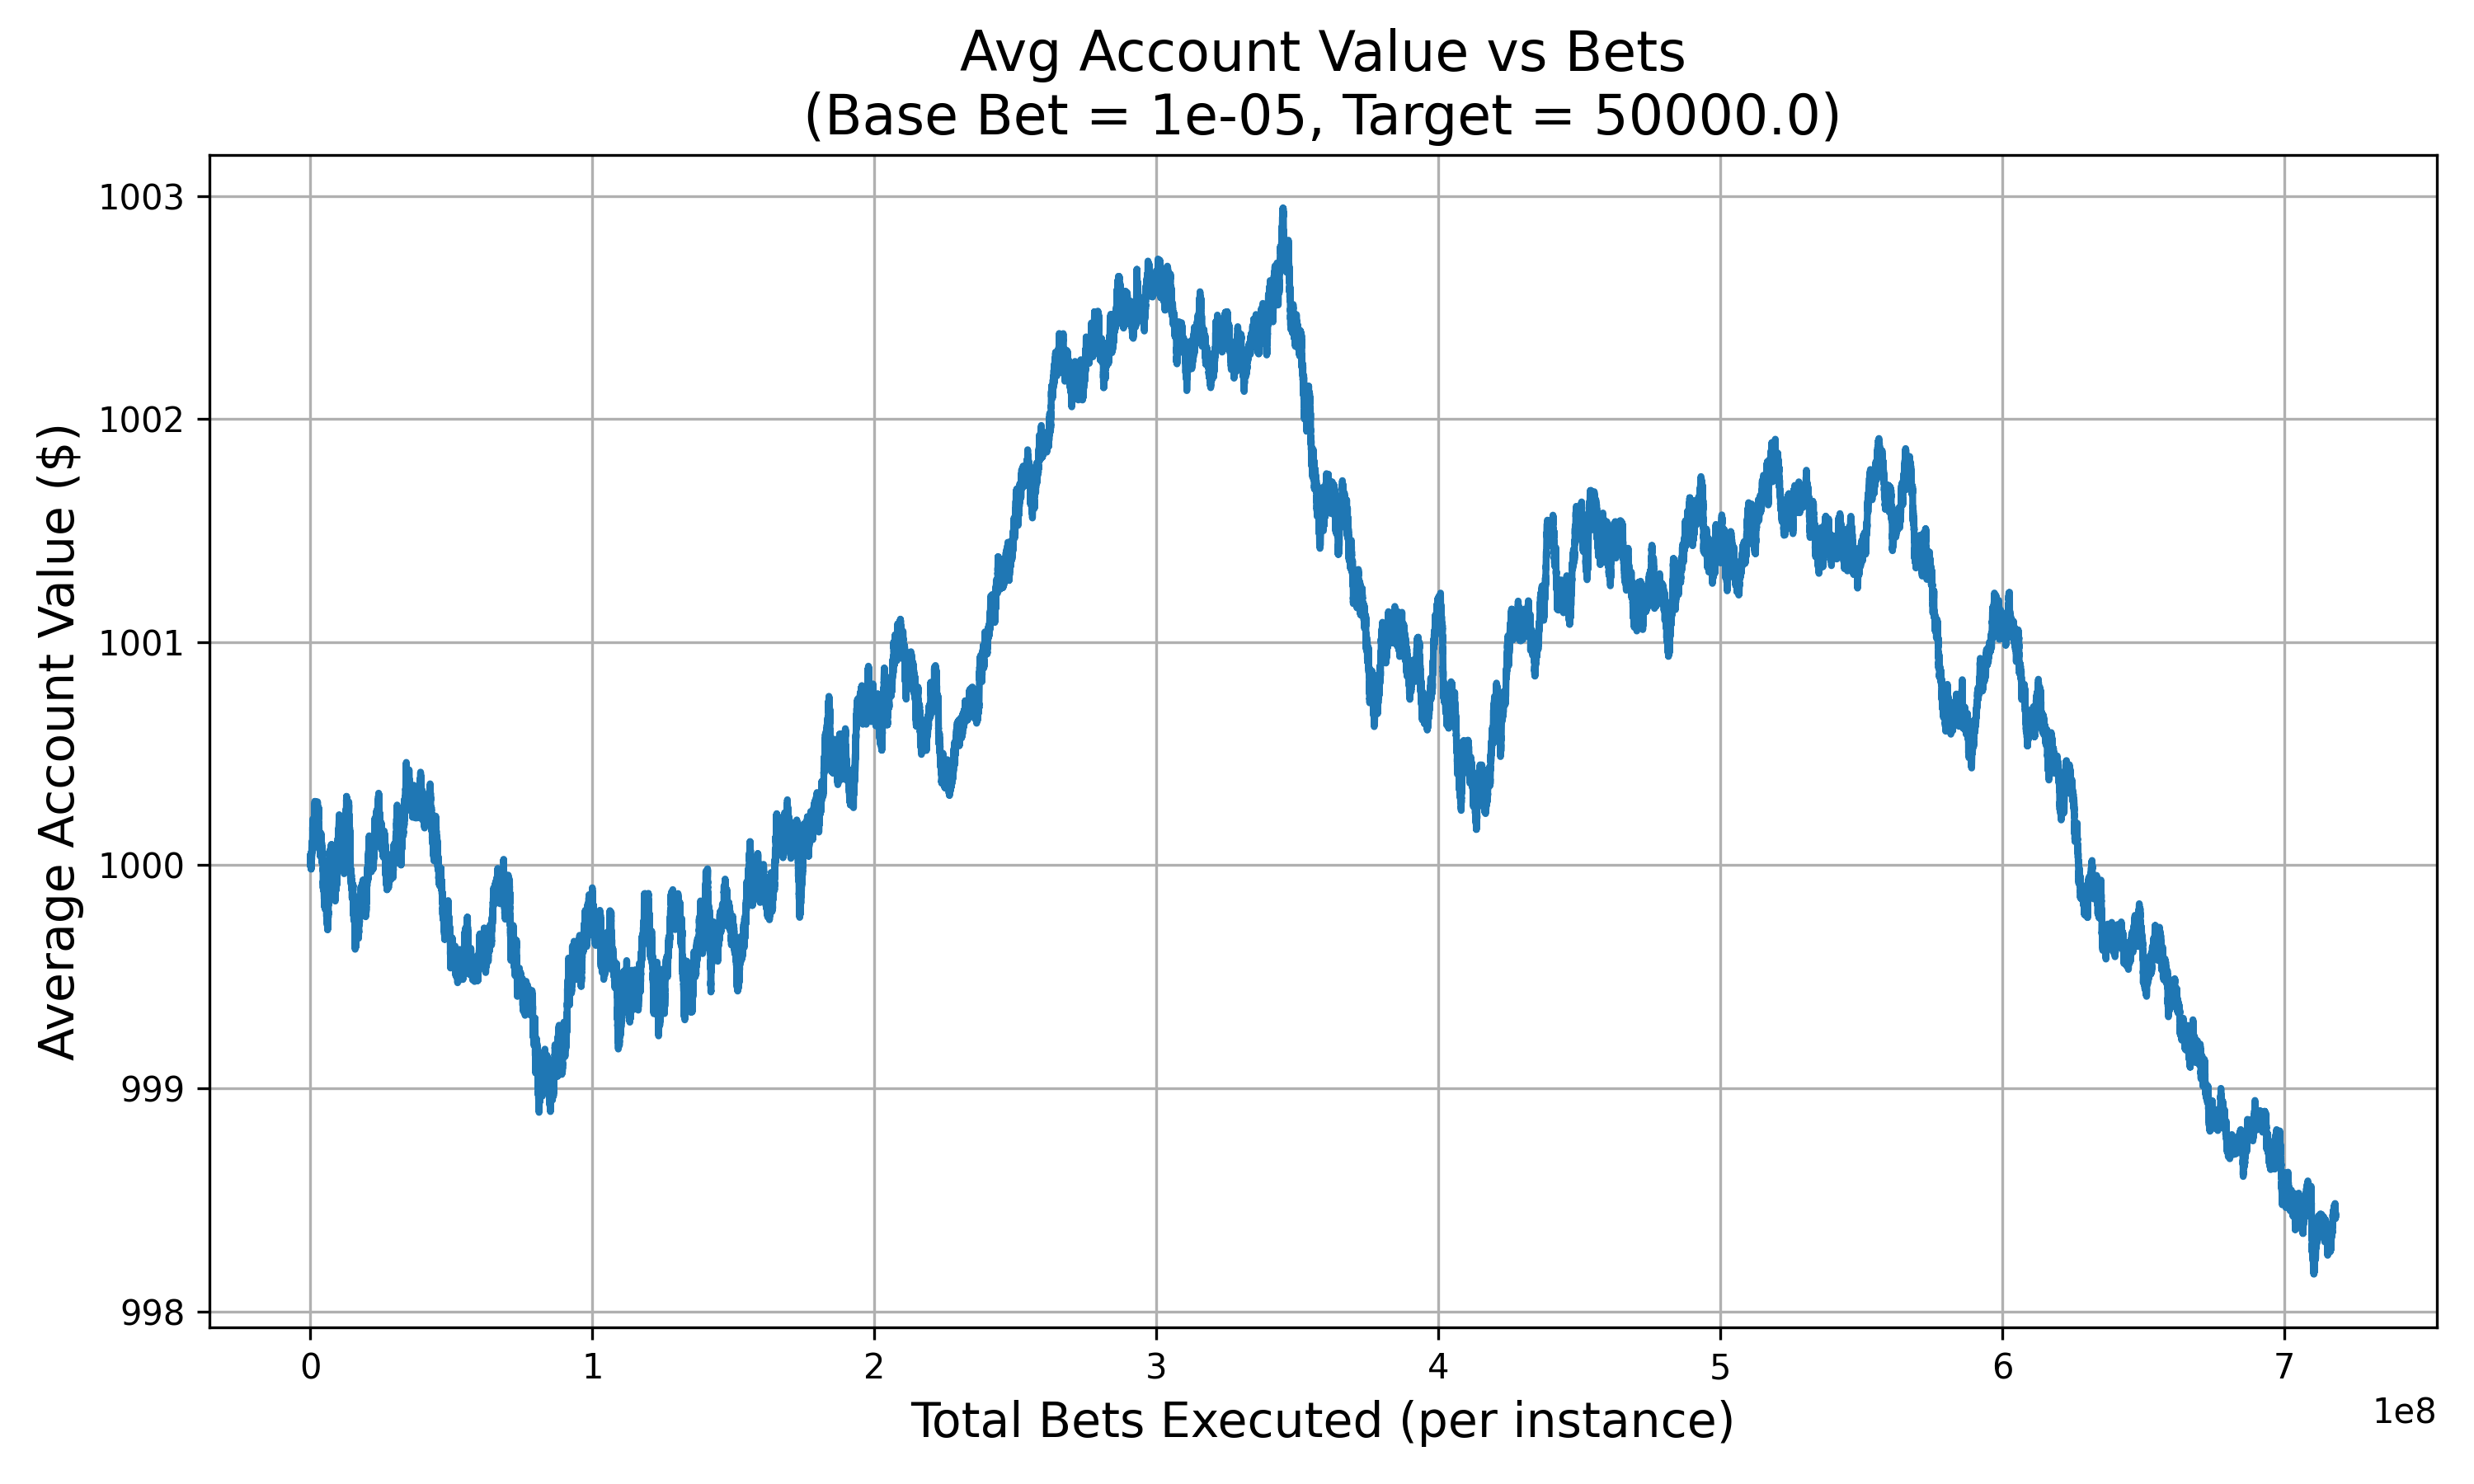 Avg Account Value vs Bets
(Base Bet = 1e-05, Target = 50000.0)
Average Account Value ($)
1003
1002
1001
1000
999
998
0 1 2 3 4 5 6 7
1e8
Total Bets Executed (per instance)